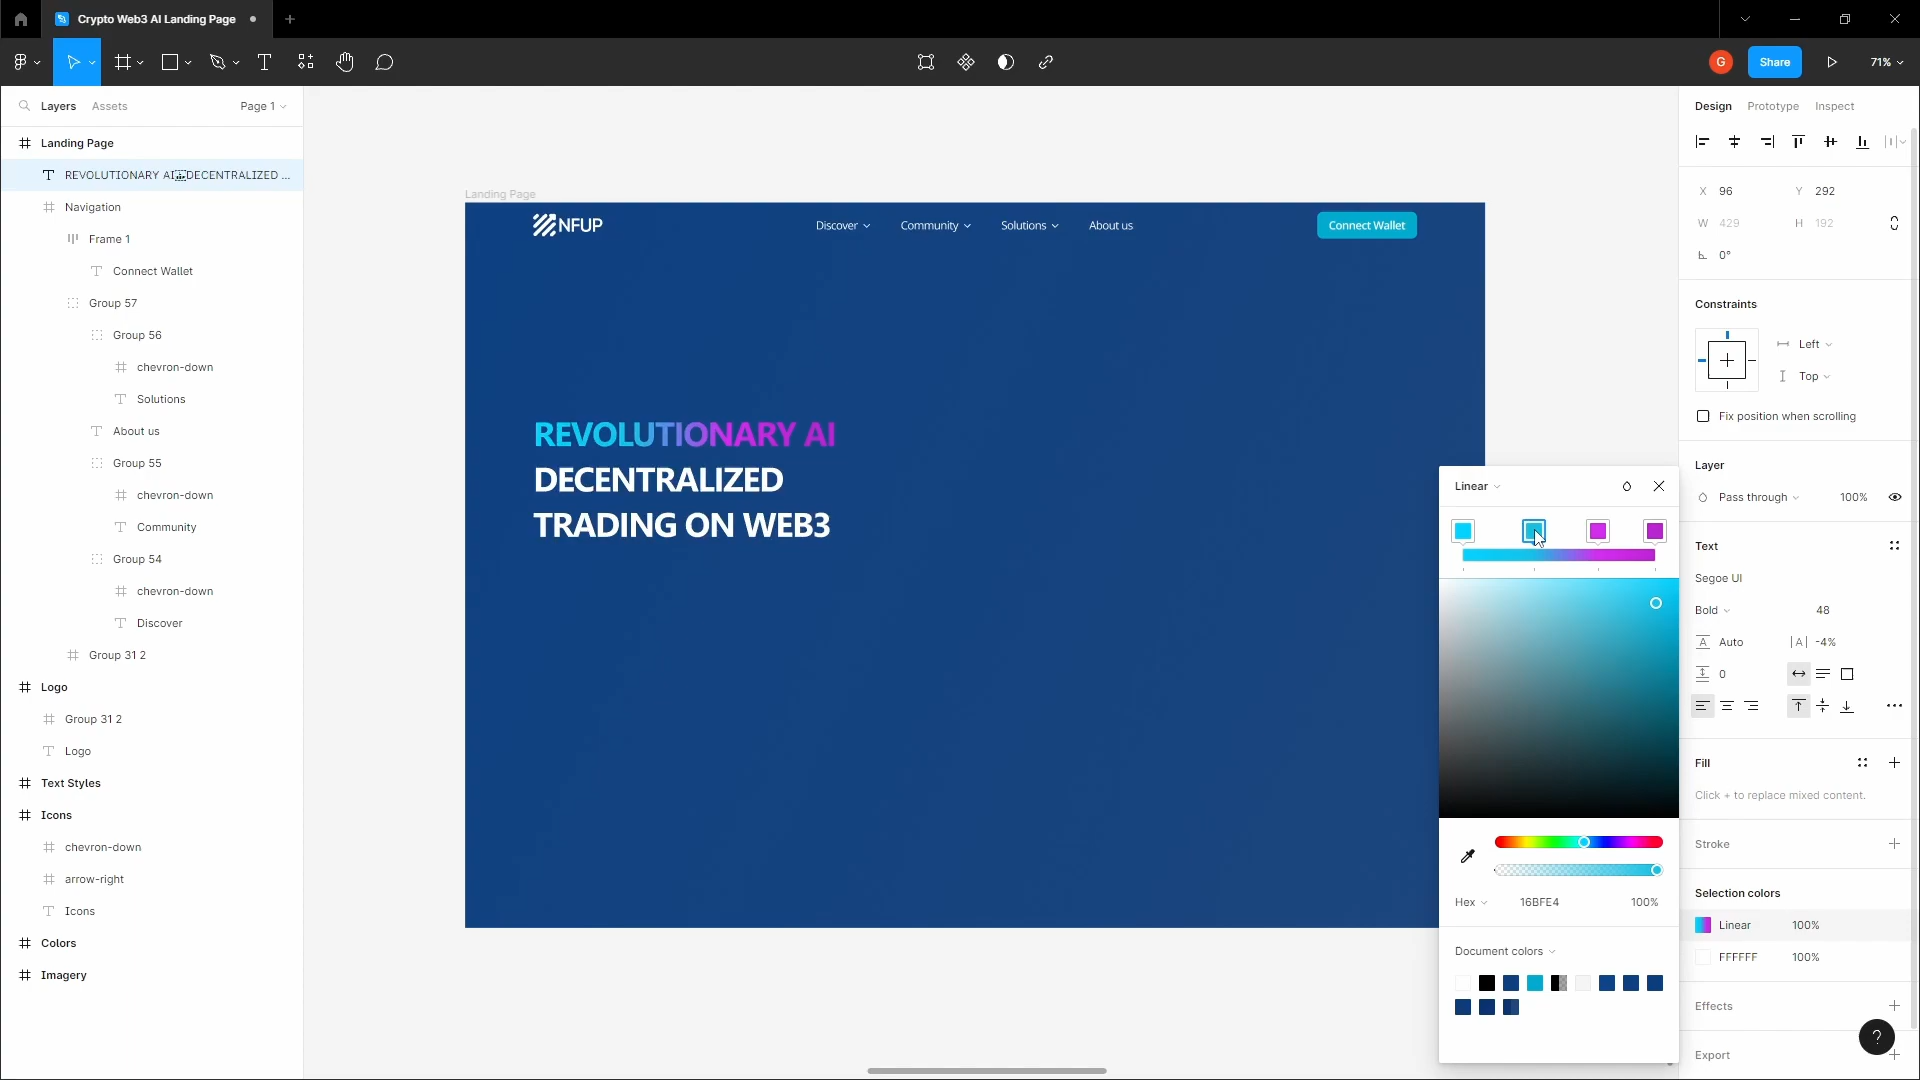 Crypto Web3 AI Landing Page
G
Share
71%
Layers
Assets
Page 1
Landing Page
REVOLUTIONARY AI DECENTRALIZED ...
Navigation
Frame 1
Connect Wallet
Group 57
Group 56
chevron-down
Solutions
About us
Group 55
chevron-down
Community
Group 54
chevron-down
Discover
Group 31 2
Logo
Group 31 2
Logo
Text Styles
Icons
chevron-down
arrow-right
Icons
Colors
Imagery
Landing Page
NFUP
Discover
Community
Solutions
About us
Connect Wallet
REVOLUTIONARY AI
DECENTRALIZED
TRADING ON WEB3
Linear
Hex
16BFE4
100%
Document colors
Design
Prototype
Inspect
X 96
Y 292
W 429
H 192
0°
Constraints
Left
Top
Fix position when scrolling
Layer
Pass through
100%
Text
Segoe UI
Bold
48
Auto
|A| -4%
0
Fill
Click + to replace mixed content.
Stroke
Selection colors
Linear
100%
FFFFFF
100%
Effects
?
Export